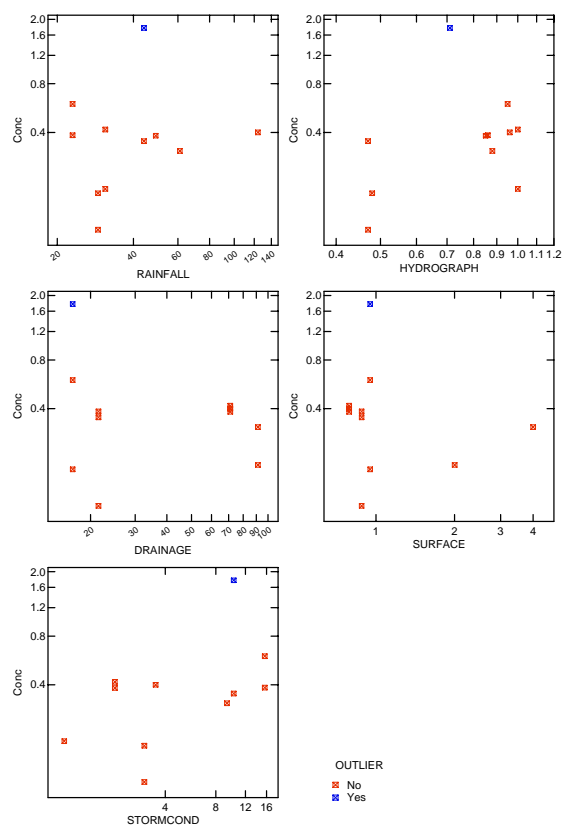 2.0
1.6
1.2
0.8
0.4
Conc
20 40 60 80 100 120 140
RAINFALL
2.0
1.6
1.2
0.8
0.4
Conc
0.4 0.5 0.6 0.7 0.8 0.9 1.0 1.1 1.2
HYDROGRAPH
2.0
1.6
1.2
0.8
0.4
Conc
20 30 40 50 60 70 80 90 100
DRAINAGE
2.0
1.6
1.2
0.8
0.4
Conc
1 2 3 4
SURFACE
2.0
1.6
1.2
0.8
0.4
Conc
4 8 12 16
STORMCOND
OUTLIER
No
Yes